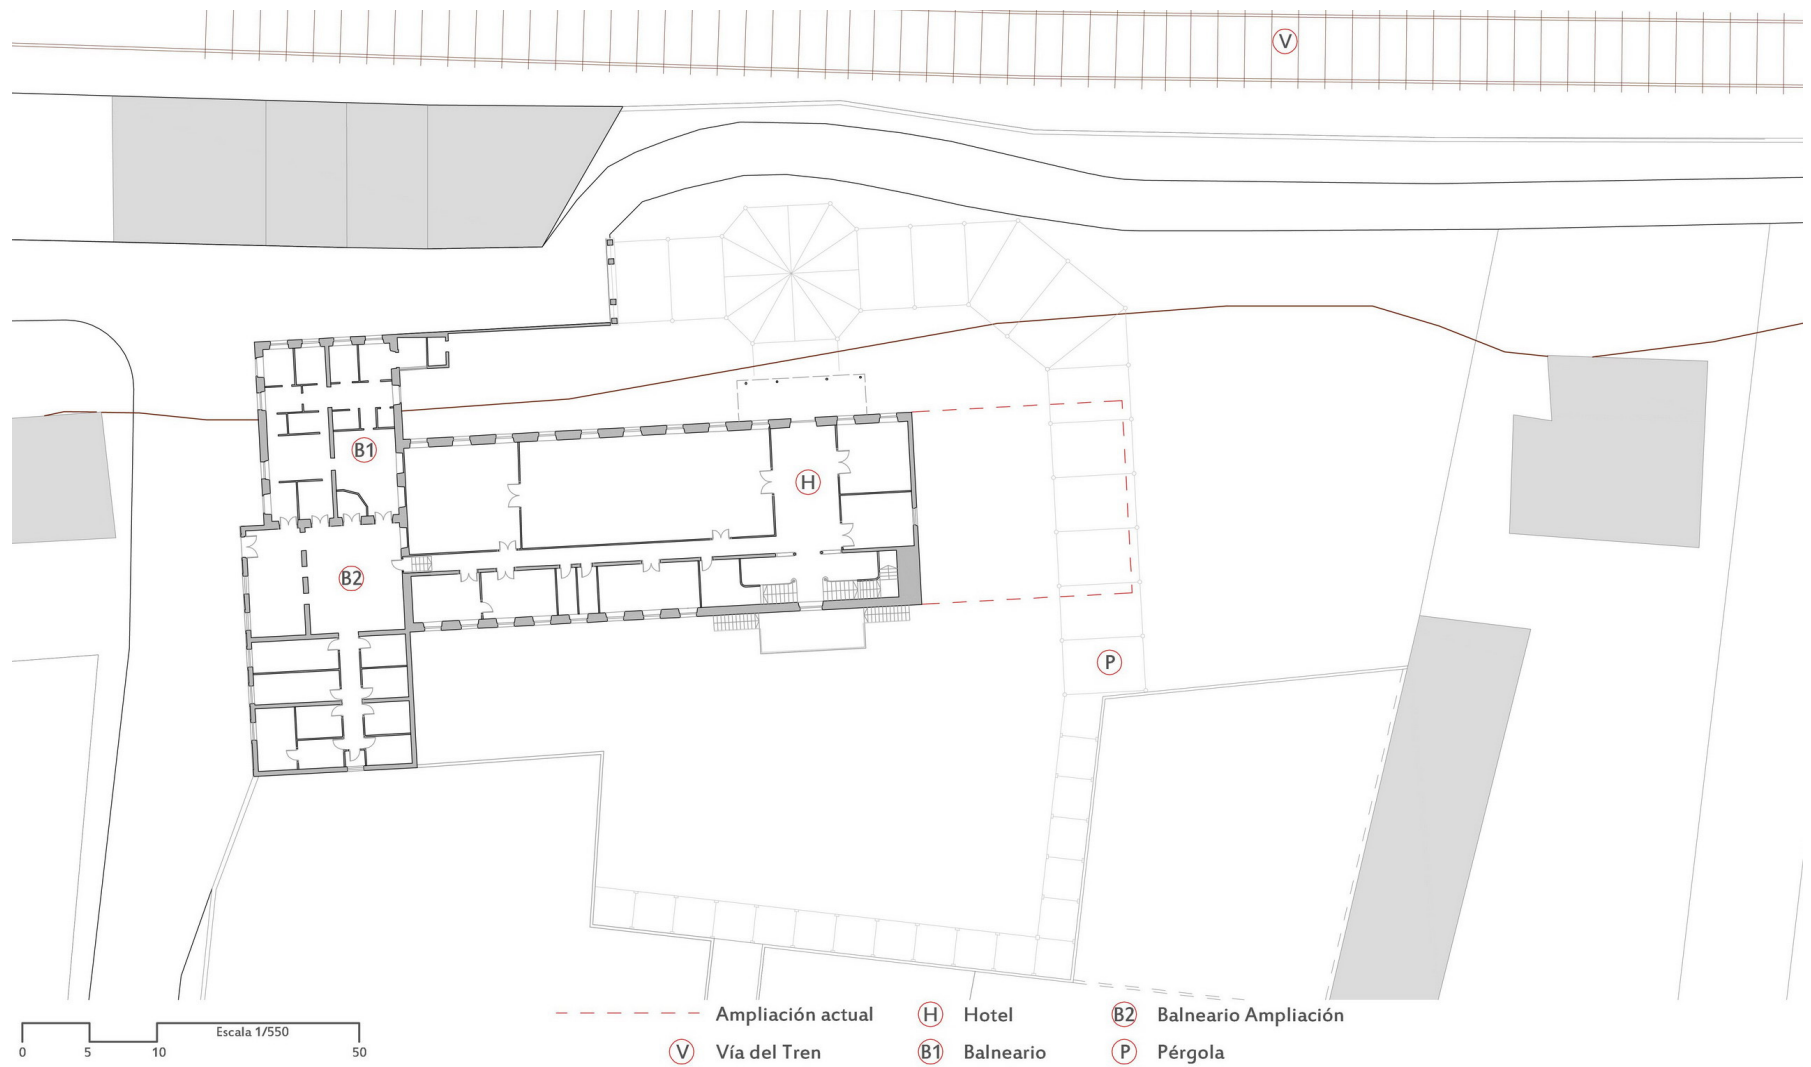 V
B1
H
B2
P
Ampliación actual
H Hotel
B2 Balneario Ampliación
Escala 1/550
0 5 10 50
V Vía del Tren
B1 Balneario
P Pérgola